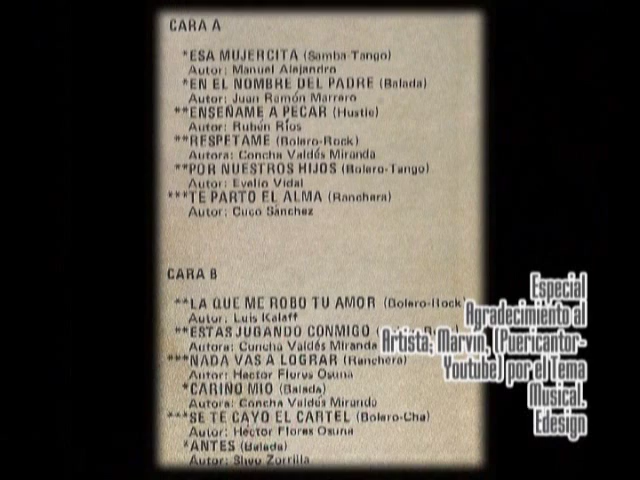 CARA A
*ESA MUJERCITA (Samba-Tango)
Autor: Manuel Alejandro
*EN EL NOMBRE DEL PADRE (Balada)
Autor: Juan Ramón Marrero
**ENSEÑAME A PECAR (Hustle)
Autor: Rubén Ríos
**RESPETAME (Bolero-Rock)
Autora: Concha Valdés Miranda
**POR NUESTROS HIJOS (Bolero-Tango)
Autor: Evelio Vidal
***TE PARTO EL ALMA (Ranchera)
Autor: Cuco Sánchez
CARA B
**LA QUE ME ROBO TU AMOR (Bolero-Rock
Autor: Luis Kalaff
**ESTAS JUGANDO CONMIGO
Autora: Concha Valdés Miranda
***NADA VAS A LOGRAR (Ranchera)
Autor: Hector Flores Osuna
*CARIÑO MIO (Balada)
Autora: Concha Valdés Miranda
***SE TE CAYO EL CARTEL (Bolero-Cha)
Autor: Héctor Flores Osuna
*ANTES (Balada)
Autor: Zorrilla
Especial
Agradecimiento al
Artista; Marvin, (Puericantor-
Youtube) por el Tema
Musical.
Edesign